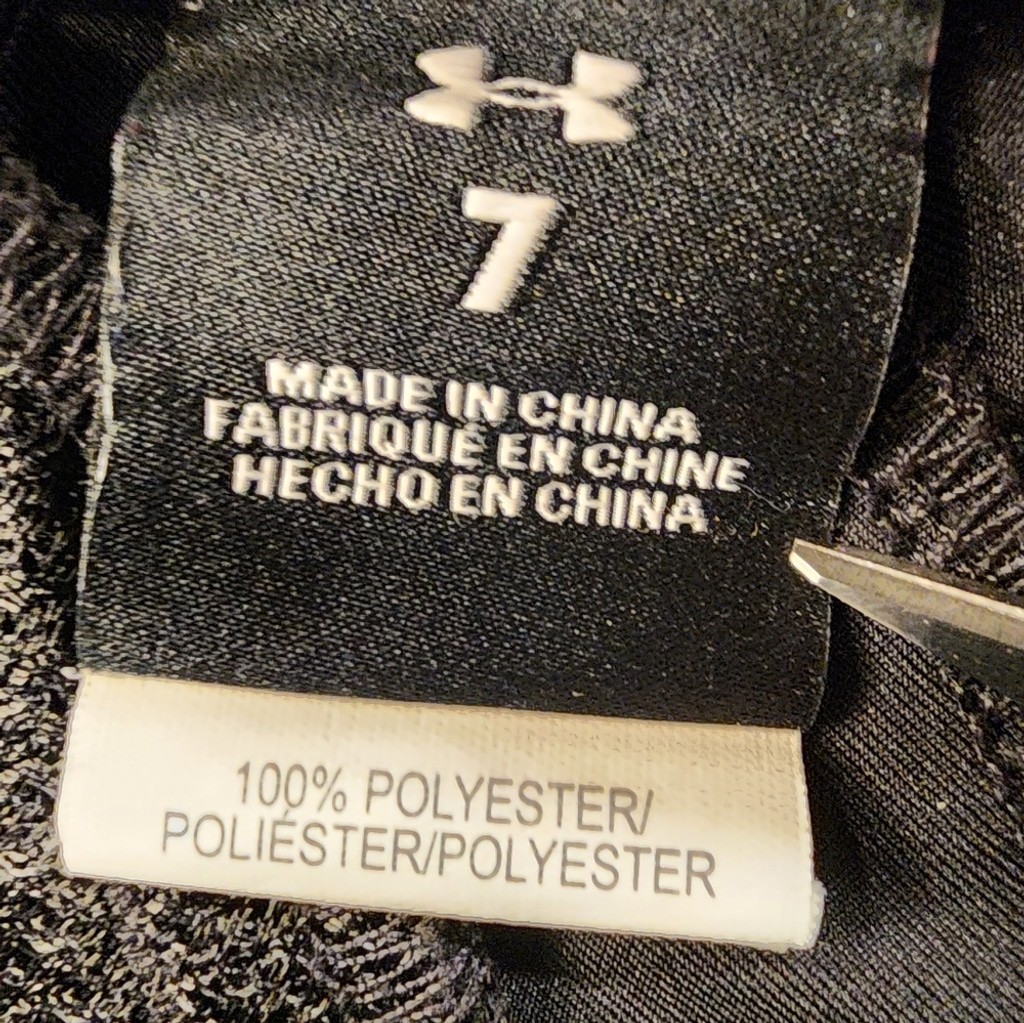 7
MADE IN CHINA
FABRIQUÉ EN CHINE
HECHO EN CHINA
100% POLYESTER/
POLIÉSTER/POLYESTER